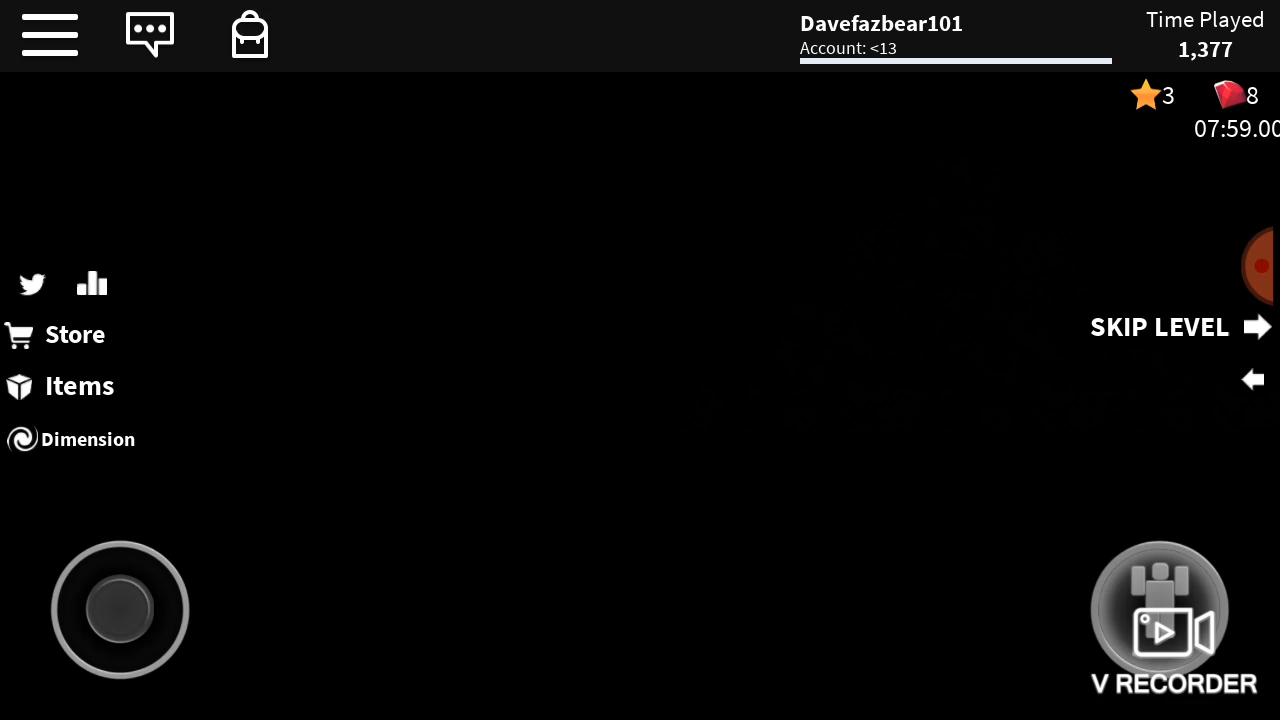 Davefazbear101
Account: <13
Time Played
1,377
3
8
07:59.00
Store
SKIP LEVEL
Items
Dimension
V RECORDER